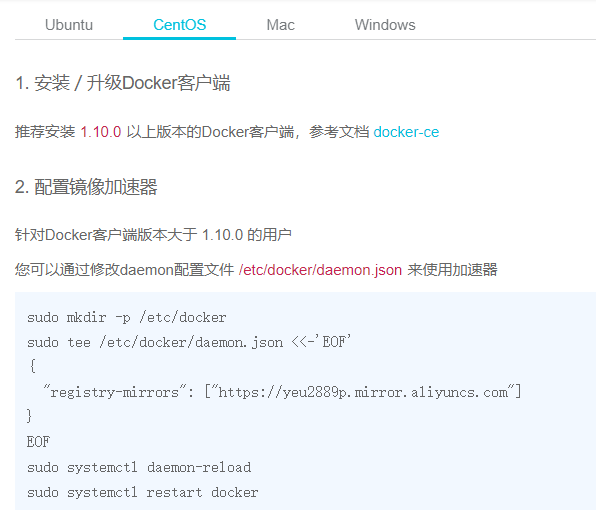 Ubuntu CentOS Mac Windows
1. 安装 / 升级Docker客户端
推荐安装 1.10.0 以上版本的Docker客户端，参考文档 docker-ce
2. 配置镜像加速器
针对Docker客户端版本大于 1.10.0 的用户
您可以通过修改daemon配置文件 /etc/docker/daemon.json 来使用加速器
sudo mkdir -p /etc/docker
sudo tee /etc/docker/daemon.json <<-'EOF'
{
  "registry-mirrors": ["https://yeu2889p.mirror.aliyuncs.com"]
}
EOF
sudo systemctl daemon-reload
sudo systemctl restart docker